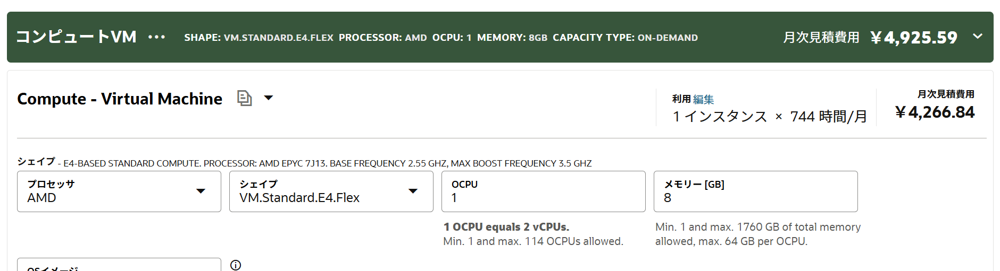 コンピュートVM ••• SHAPE: VM.STANDARD.E4.FLEX PROCESSOR: AMD OCPU: 1 MEMORY: 8GB CAPACITY TYPE: ON-DEMAND 月次見積費用 ¥4,925.59
Compute - Virtual Machine
利用 編集
1 インスタンス × 744 時間/月
月次見積費用
¥4,266.84
シェイプ - E4-BASED STANDARD COMPUTE. PROCESSOR: AMD EPYC 7J13. BASE FREQUENCY 2.55 GHZ, MAX BOOST FREQUENCY 3.5 GHZ
プロセッサ
AMD
シェイプ
VM.Standard.E4.Flex
OCPU
1
メモリー [GB]
8
1 OCPU equals 2 vCPUs.
Min. 1 and max. 114 OCPUs allowed.
Min. 1 and max. 1760 GB of total memory
allowed, max. 64 GB per OCPU.
OSイメージ